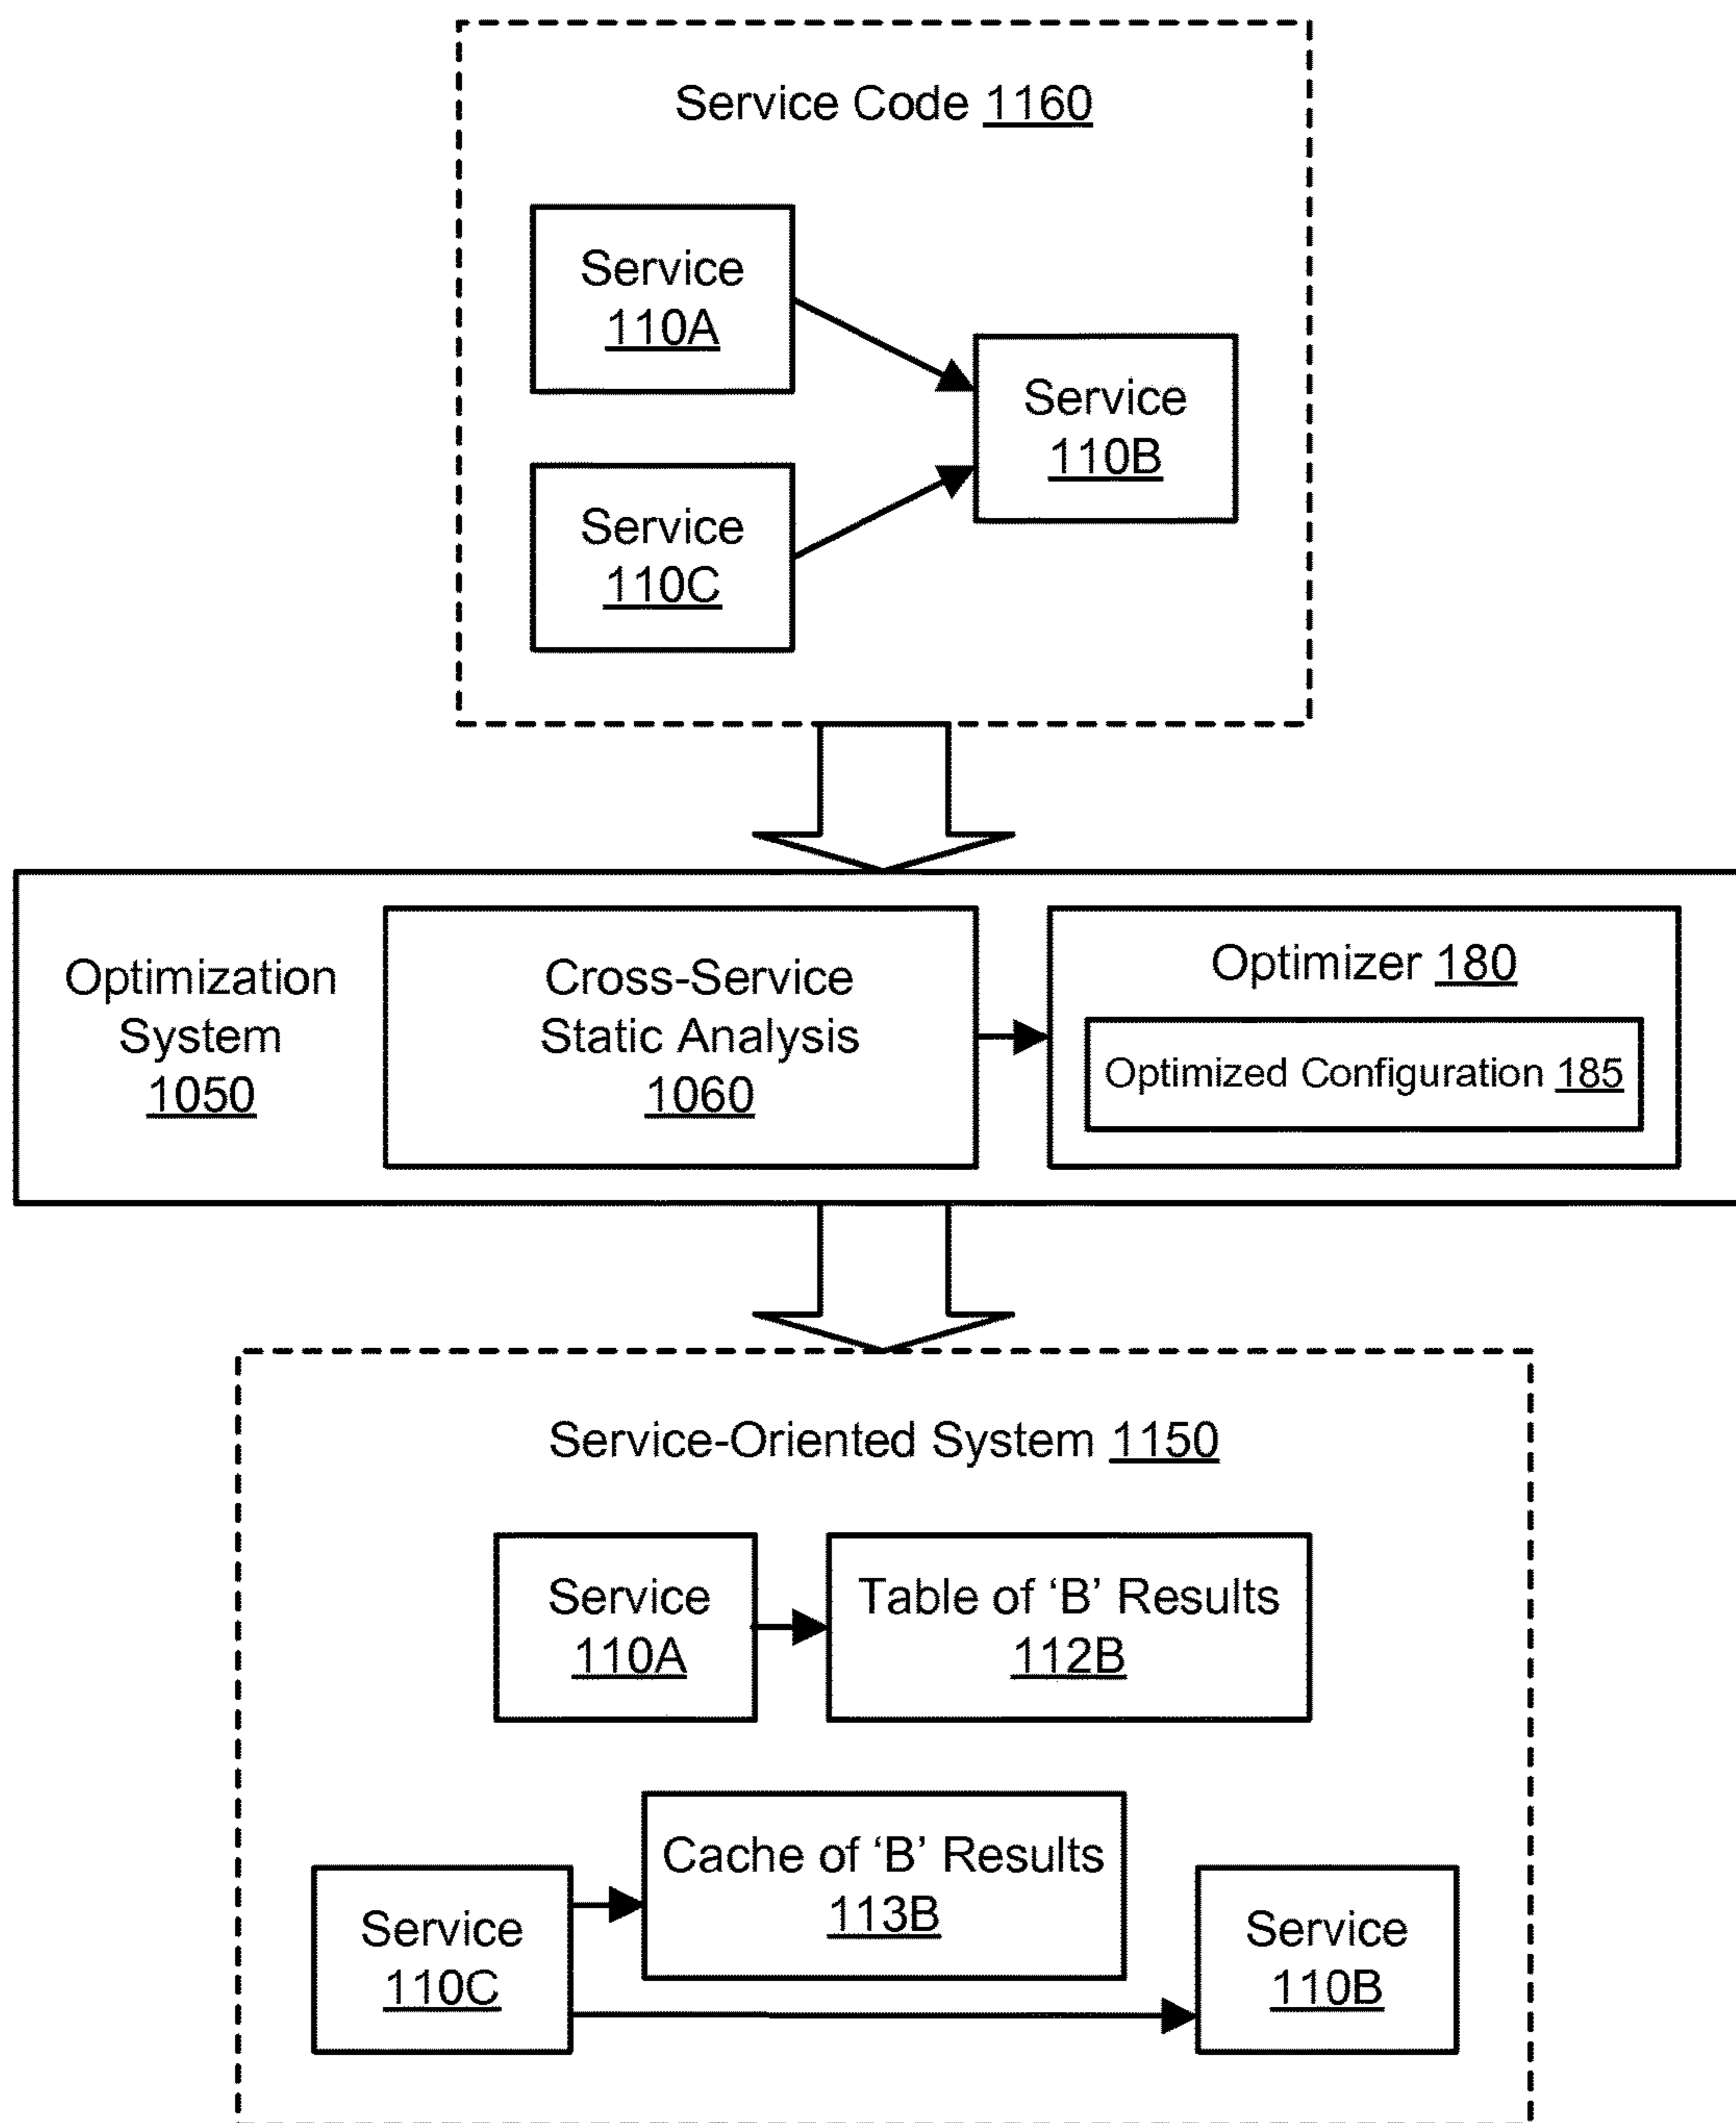 Service Code 1160
Service
110A
Service
110B
Service
110C
Optimization
System
1050
Cross-Service
Static Analysis
1060
Optimizer 180
Optimized Configuration 185
Service-Oriented System 1150
Service
110A
Table of ‘B’ Results
112B
Cache of ‘B’ Results
113B
Service
110C
Service
110B